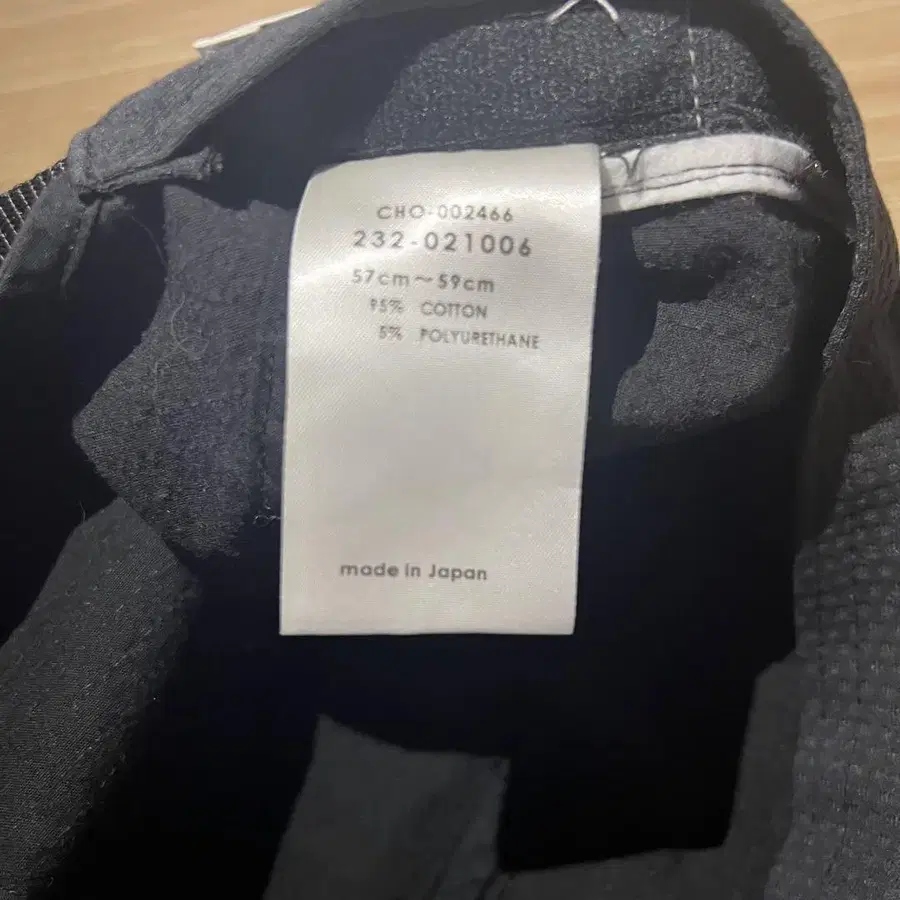 CHO-002466
232-021006
57cm～59cm
95% COTTON
5% POLYURETHANE
made in Japan